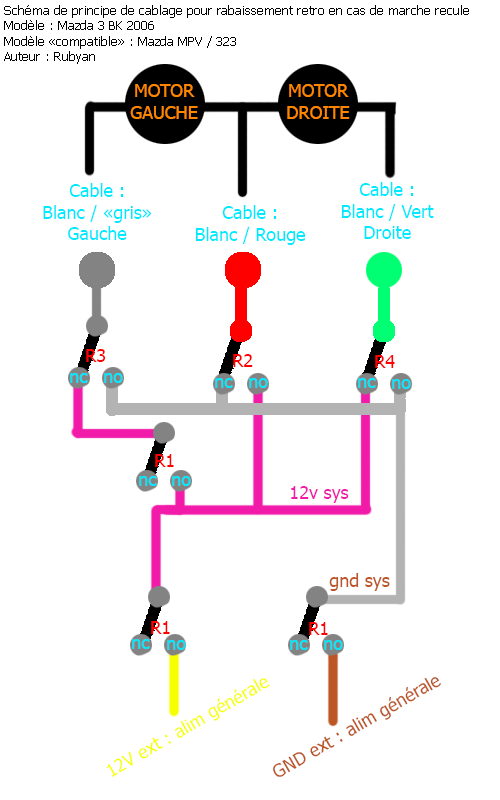 Schéma de principe de cablage pour rabaissement retro en cas de marche recule
Modèle : Mazda 3 BK 2006
Modèle «compatible» : Mazda MPV / 323
Auteur : Rubyan
MOTOR
GAUCHE
MOTOR
DROITE
Cable :
Blanc / «gris»
Gauche
Cable :
Blanc / Rouge
Cable :
Blanc / Vert
Droite
R3
nc
no
R2
nc
no
R4
nc
no
R1
nc
no
12v sys
gnd sys
R1
nc
no
R1
nc
no
12V ext : alim générale
GND ext : alim générale